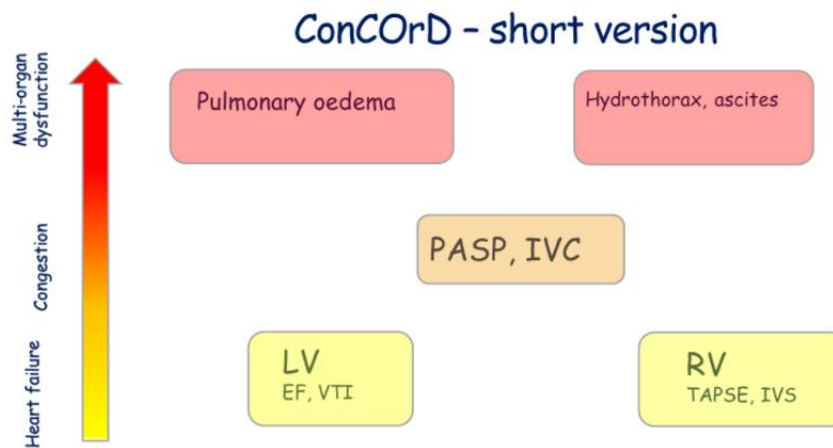 ConCOrD – short version
Multi-organ
dysfunction
Pulmonary oedema
Hydrothorax, ascites
Congestion
PASP, IVC
Heart failure
LV
EF, VTI
RV
TAPSE, IVS